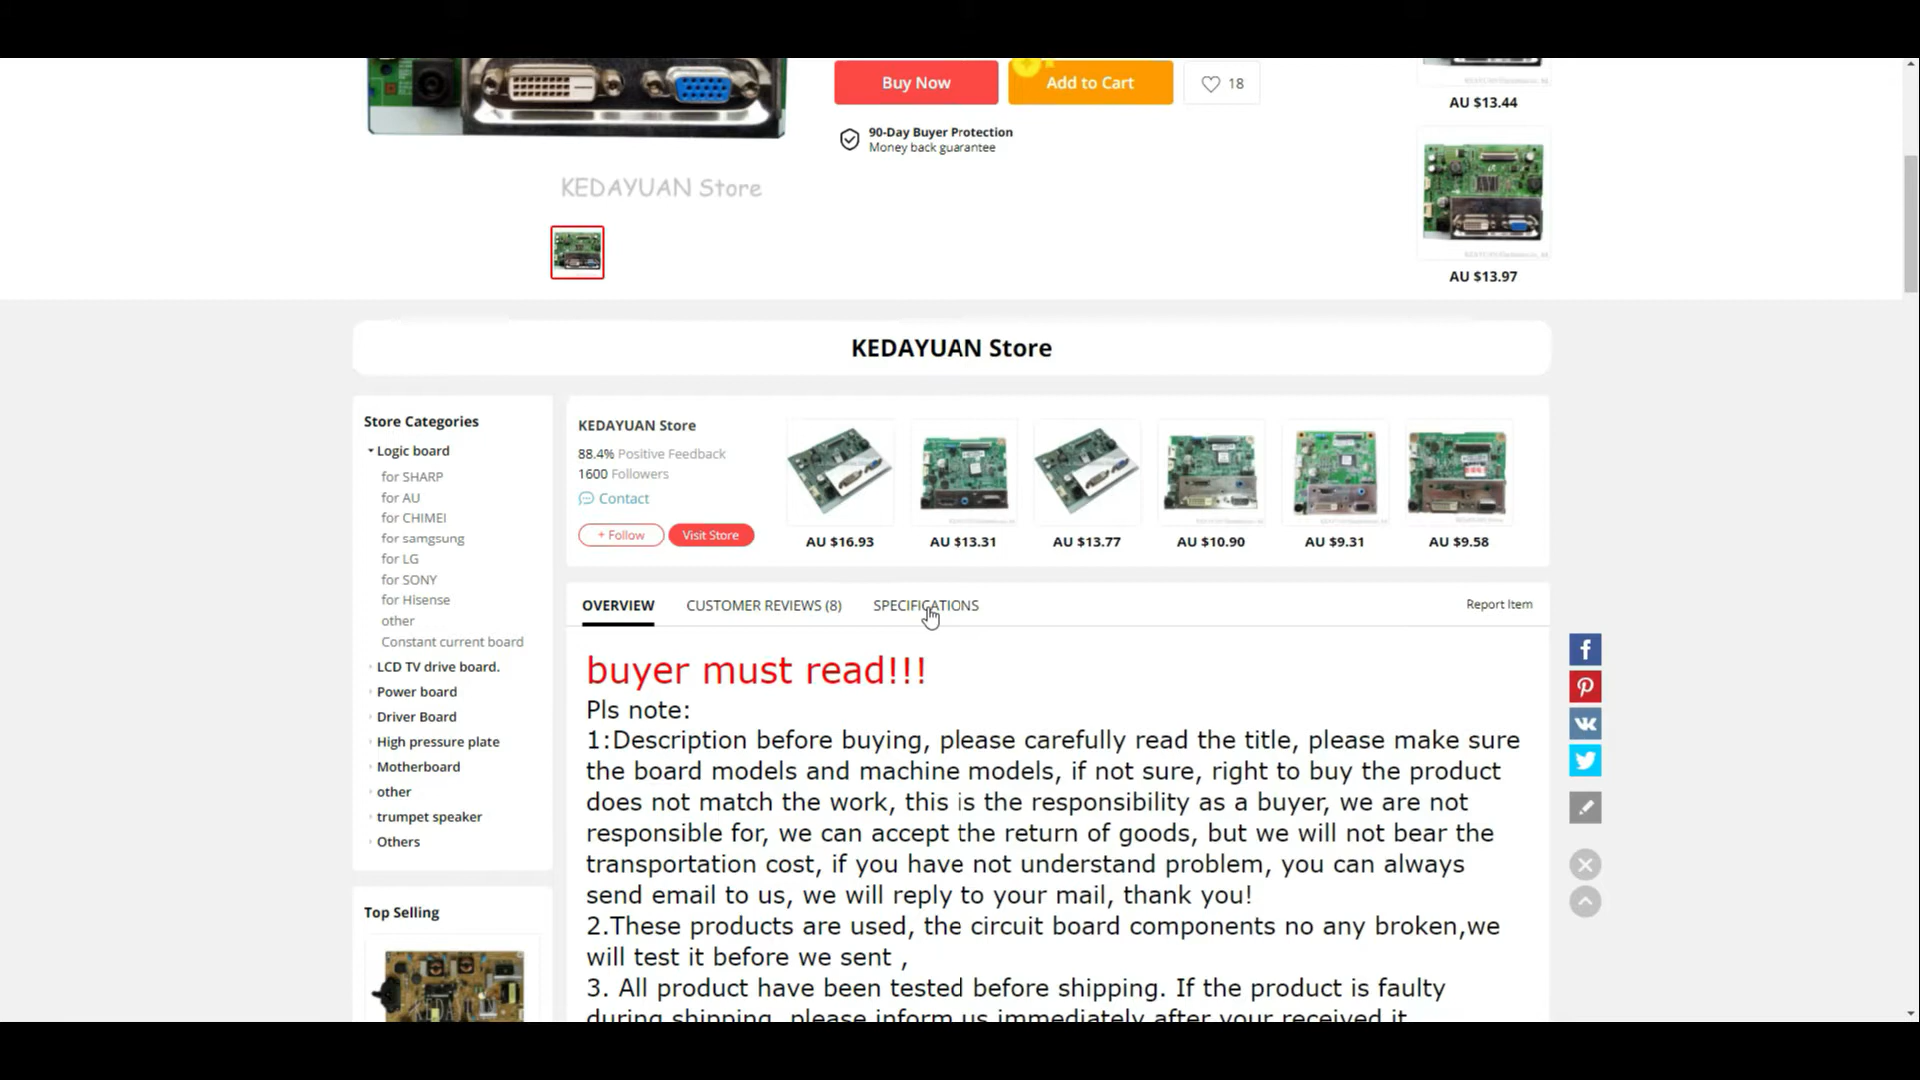 Buy Now
Add to Cart
18
90-Day Buyer Protection
Money back guarantee
KEDAYUAN Store
AU $13.44
AU $13.97
KEDAYUAN Store
Store Categories
Logic board
for SHARP
for AU
for CHIMEI
for samgsung
for LG
for SONY
for Hisense
other
Constant current board
LCD TV drive board.
Power board
Driver Board
High pressure plate
Motherboard
other
trumpet speaker
Others
Top Selling
KEDAYUAN Store
88.4% Positive Feedback
1600 Followers
Contact
+ Follow
Visit Store
AU $16.93
AU $13.31
AU $13.77
AU $10.90
AU $9.31
AU $9.58
OVERVIEW
CUSTOMER REVIEWS (8)
SPECIFICATIONS
Report Item
buyer must read!!!
Pls note:
1:Description before buying, please carefully read the title, please make sure
the board models and machine models, if not sure, right to buy the product
does not match the work, this is the responsibility as a buyer, we are not
responsible for, we can accept the return of goods, but we will not bear the
transportation cost, if you have not understand problem, you can always
send email to us, we will reply to your mail, thank you!
2.These products are used, the circuit board components no any broken,we
will test it before we sent ,
3. All product have been tested before shipping. If the product is faulty
during shipping, please inform us immediately after your received it